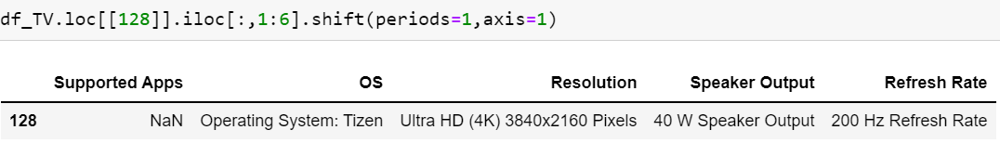 df_TV.loc[[128]].iloc[:,1:6].shift(periods=1,axis=1)
Supported Apps OS Resolution Speaker Output Refresh Rate
128 NaN Operating System: Tizen Ultra HD (4K) 3840x2160 Pixels 40 W Speaker Output 200 Hz Refresh Rate